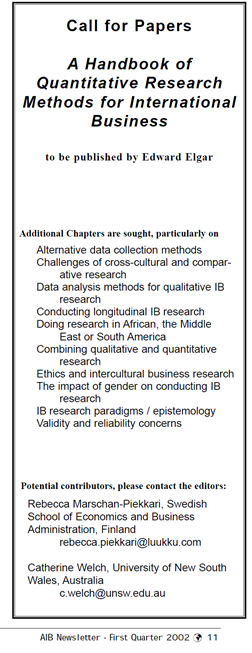 Call for Papers
A Handbook of
Quantitative Research
Methods for International
Business
to be published by Edward Elgar
Additional Chapters are sought, particularly on
Alternative data collection methods
Challenges of cross-cultural and compar-
ative research
Data analysis methods for qualitative IB
research
Conducting longitudinal IB research
Doing research in African, the Middle
East or South America
Combining qualitative and quantitative
research
Ethics and intercultural business research
The impact of gender on conducting IB
research
IB research paradigms / epistemology
Validity and reliability concerns
Potential contributors, please contact the editors:
Rebecca Marschan-Piekkari, Swedish
School of Economics and Business
Administration, Finland
rebecca.piekkari@luukku.com
Catherine Welch, University of New South
Wales, Australia
c.welch@unsw.edu.au
AIB Newsletter · First Quarter 2002 11